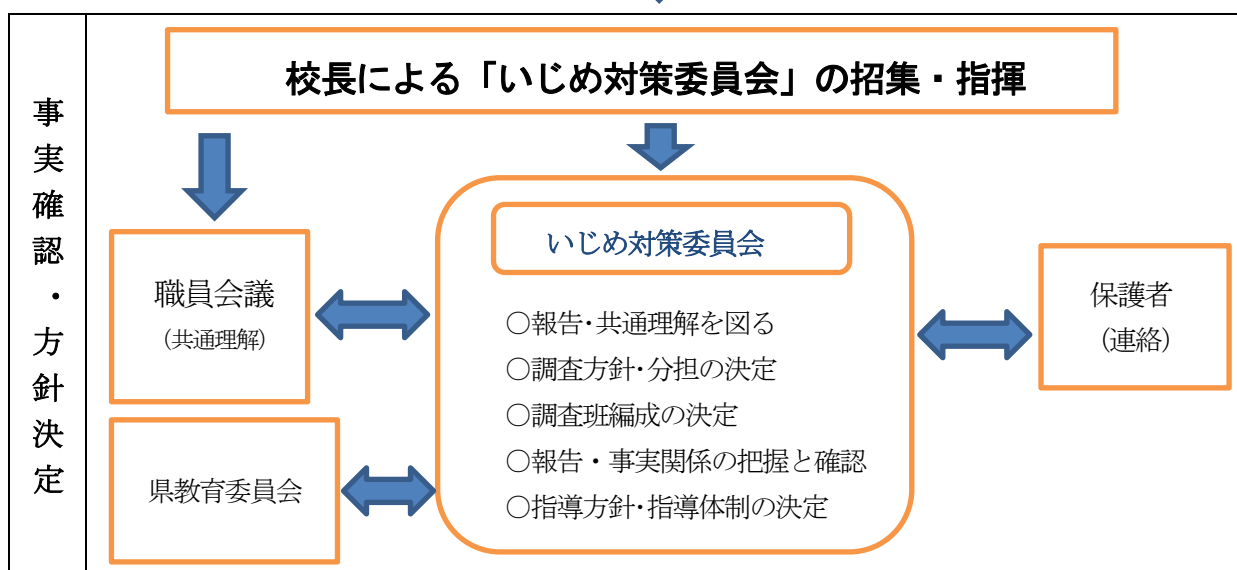 事実確認・方針決定
校長による「いじめ対策委員会」の招集・指揮
いじめ対策委員会
○報告・共通理解を図る
○調査方針・分担の決定
○調査班編成の決定
○報告・事実関係の把握と確認
○指導方針・指導体制の決定
職員会議
(共通理解)
県教育委員会
保護者
(連絡)